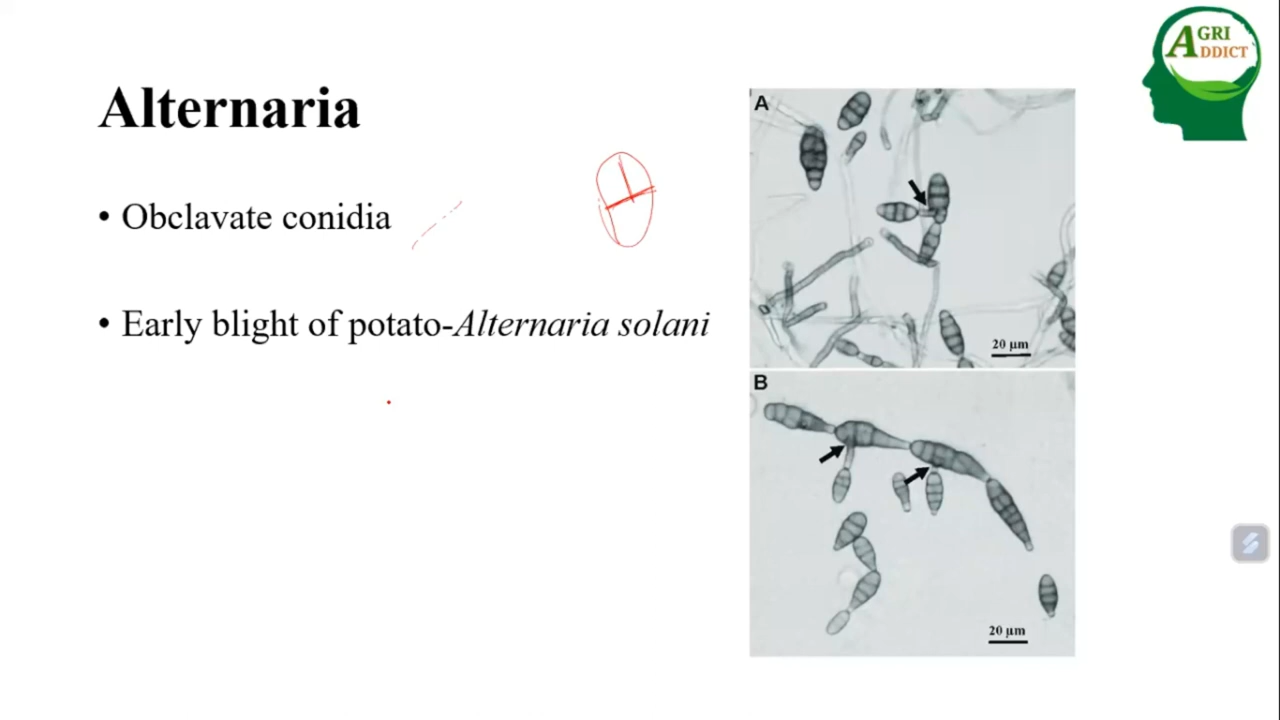 AGRI
ADDICT
Alternaria
• Obclavate conidia
• Early blight of potato-Alternaria solani
A
20 μm
B
20 μm